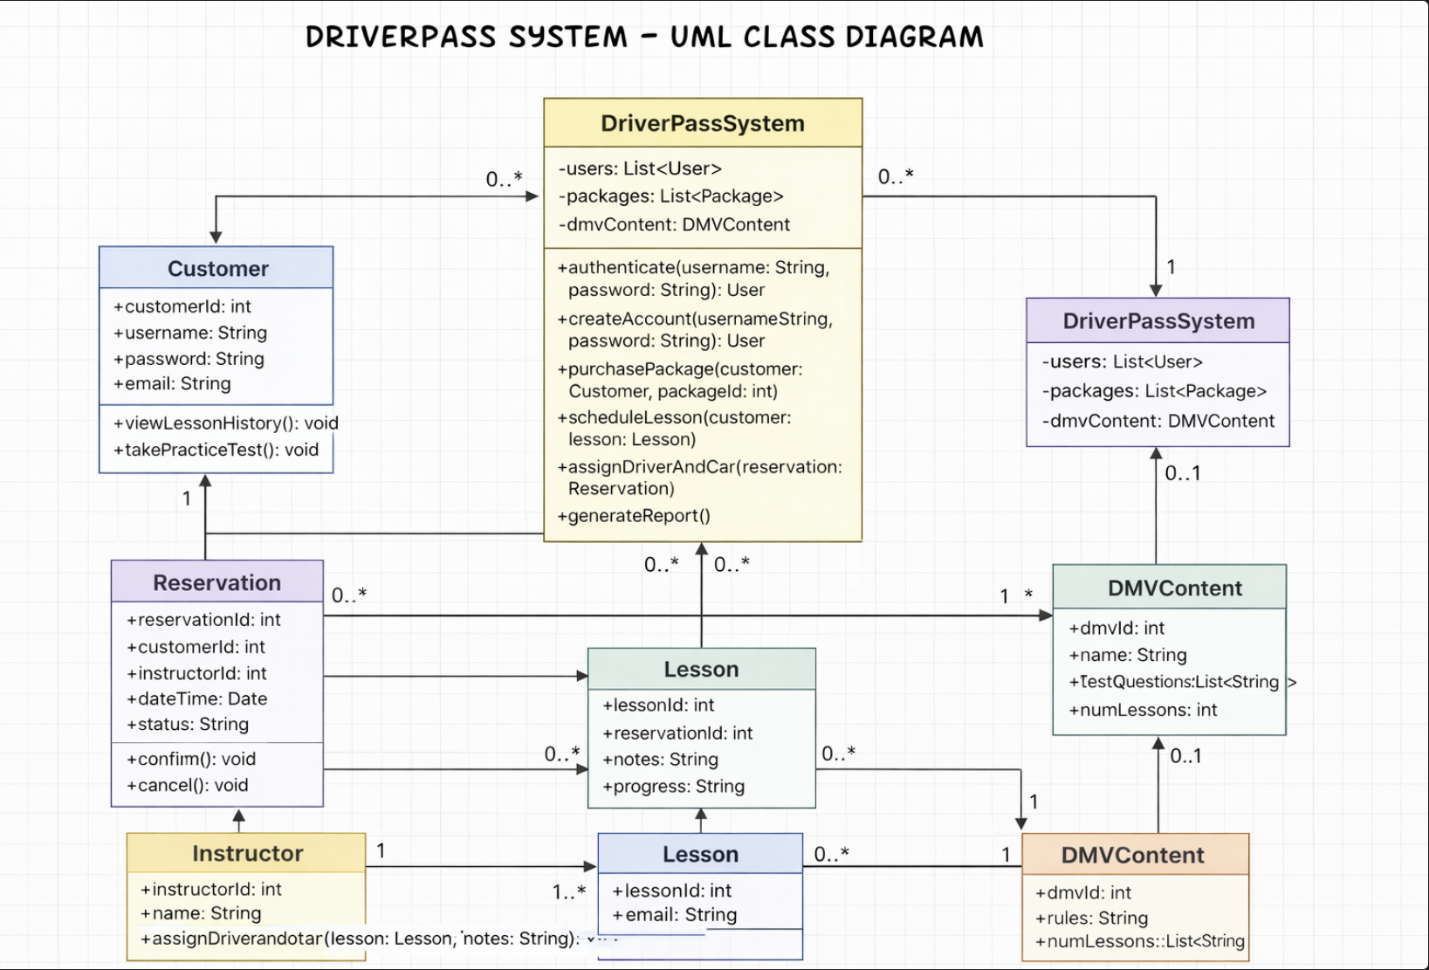 DRIVERPASS SYSTEM – UML CLASS DIAGRAM
DriverPassSystem
-users: List<User>
-packages: List<Package>
-dmvContent: DMVContent
+authenticate(username: String,
password: String): User
+createAccount(usernameString,
password: String): User
+purchasePackage(customer:
Customer, packageId: int)
+scheduleLesson(customer:
lesson: Lesson)
+assignDriverAndCar(reservation:
Reservation)
+generateReport()
0..*
0..*
Customer
+customerId: int
+username: String
+password: String
+email: String
+viewLessonHistory(): void
+takePracticeTest(): void
1
DriverPassSystem
-users: List<User>
-packages: List<Package>
-dmvContent: DMVContent
1
0..1
0..*
0..*
Reservation
+reservationId: int
+customerId: int
+instructorId: int
+dateTime: Date
+status: String
+confirm(): void
+cancel(): void
0..*
1 *
DMVContent
+dmvId: int
+name: String
+testQuestions:List<String >
+numLessons: int
Lesson
+lessonId: int
+reservationId: int
+notes: String
+progress: String
0..*
0..*
1
0..1
Instructor
+instructorId: int
+name: String
+assignDriverandotar(lesson: Lesson, 'notes: String):
1
1..*
Lesson
+lessonId: int
+email: String
0..*
1
DMVContent
+dmvId: int
+rules: String
+numLessons::List<String